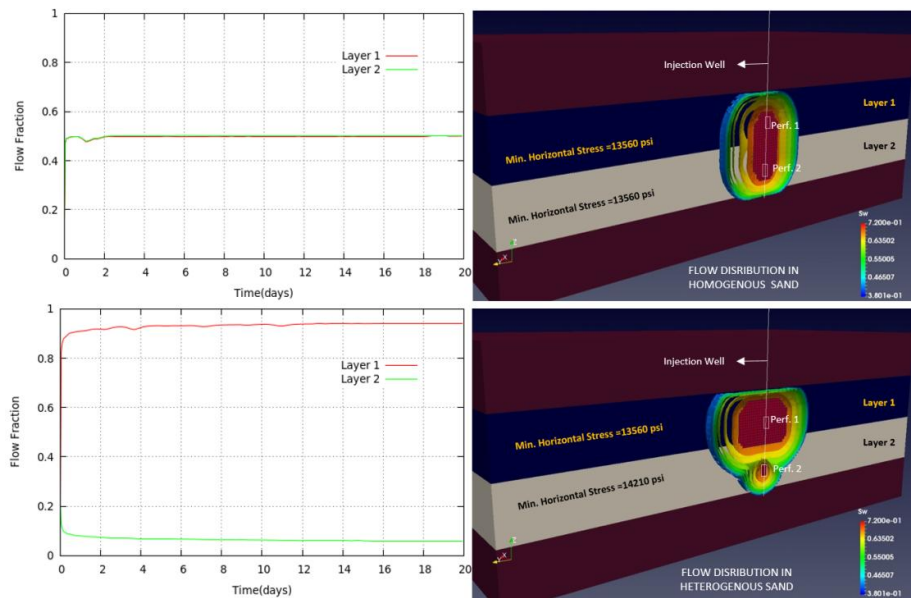 1
0.8
0.6
0.4
0.2
0
Flow Fraction
Layer 1
Layer 2
0 2 4 6 8 10 12 14 16 18 20
Time(days)
Injection Well
Layer 1
Perf. 1
Layer 2
Min. Horizontal Stress =13560 psi
Perf. 2
Min. Horizontal Stress =13560 psi
Sw
7.200e-01
0.63502
0.55005
0.46507
3.801e-01
Z
Y X
FLOW DISRIBUTION IN
HOMOGENOUS SAND
1
0.8
0.6
0.4
0.2
0
Flow Fraction
Layer 1
Layer 2
0 2 4 6 8 10 12 14 16 18 20
Time(days)
Injection Well
Layer 1
Perf. 1
Min. Horizontal Stress =13560 psi
Layer 2
Perf. 2
Min. Horizontal Stress =14210 psi
Sw
7.200e-01
0.63502
0.55005
0.46507
3.801e-01
Z
Y X
FLOW DISRIBUTION IN
HETEROGENOUS SAND